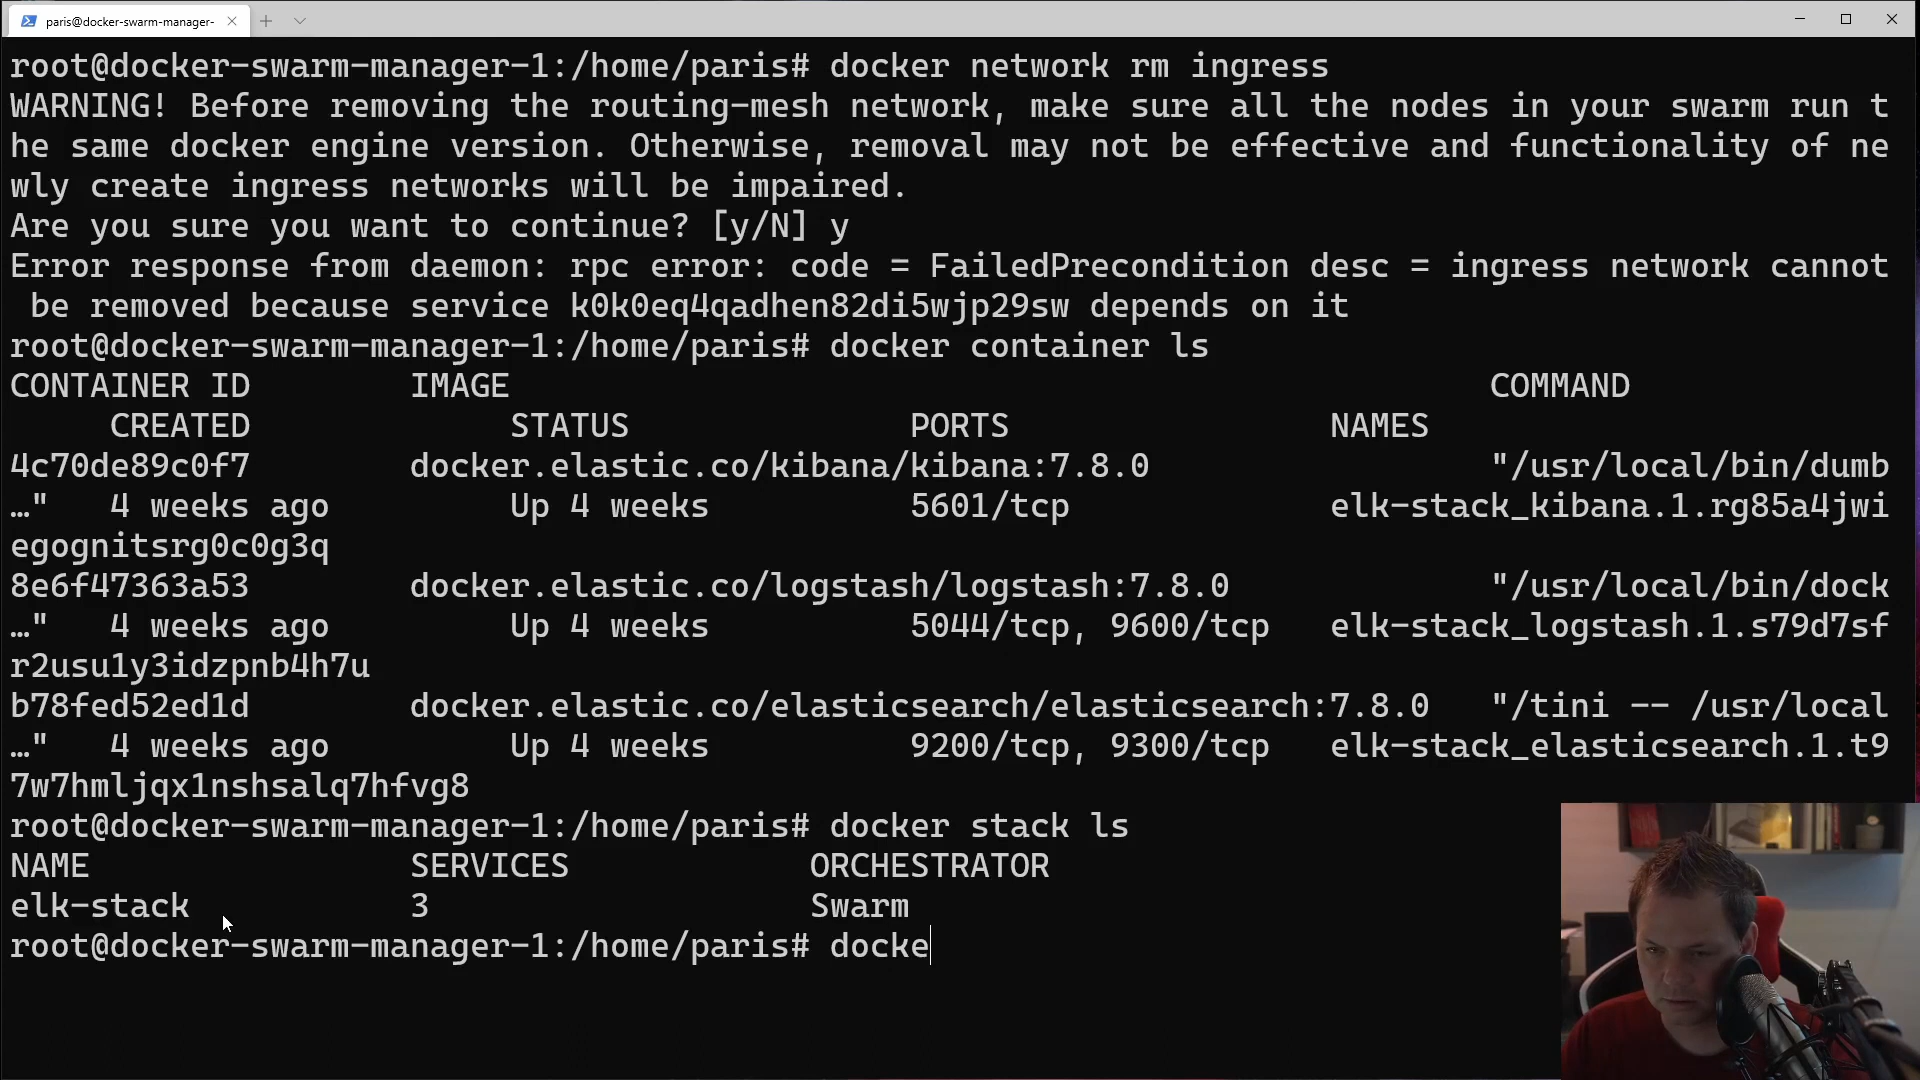 paris@docker-swarm-manager-
root@docker-swarm-manager-1:/home/paris# docker network rm ingress
WARNING! Before removing the routing-mesh network, make sure all the nodes in your swarm run t
he same docker engine version. Otherwise, removal may not be effective and functionality of ne
wly create ingress networks will be impaired.
Are you sure you want to continue? [y/N] y
Error response from daemon: rpc error: code = FailedPrecondition desc = ingress network cannot
be removed because service k0k0eq4qadhen82di5wjp29sw depends on it
root@docker-swarm-manager-1:/home/paris# docker container ls
CONTAINER ID IMAGE COMMAND
CREATED STATUS PORTS NAMES
4c70de89c0f7 docker.elastic.co/kibana/kibana:7.8.0 "/usr/local/bin/dumb
…" 4 weeks ago Up 4 weeks 5601/tcp elk-stack_kibana.1.rg85a4jwi
egognitsrg0c0g3q
8e6f47363a53 docker.elastic.co/logstash/logstash:7.8.0 "/usr/local/bin/dock
…" 4 weeks ago Up 4 weeks 5044/tcp, 9600/tcp elk-stack_logstash.1.s79d7sf
r2usu1y3idzpnb4h7u
b78fed52ed1d docker.elastic.co/elasticsearch/elasticsearch:7.8.0 "/tini -- /usr/local
…" 4 weeks ago Up 4 weeks 9200/tcp, 9300/tcp elk-stack_elasticsearch.1.t9
7w7hmljqx1nshsalq7hfvg8
root@docker-swarm-manager-1:/home/paris# docker stack ls
NAME SERVICES ORCHESTRATOR
elk-stack 3 Swarm
root@docker-swarm-manager-1:/home/paris# docke